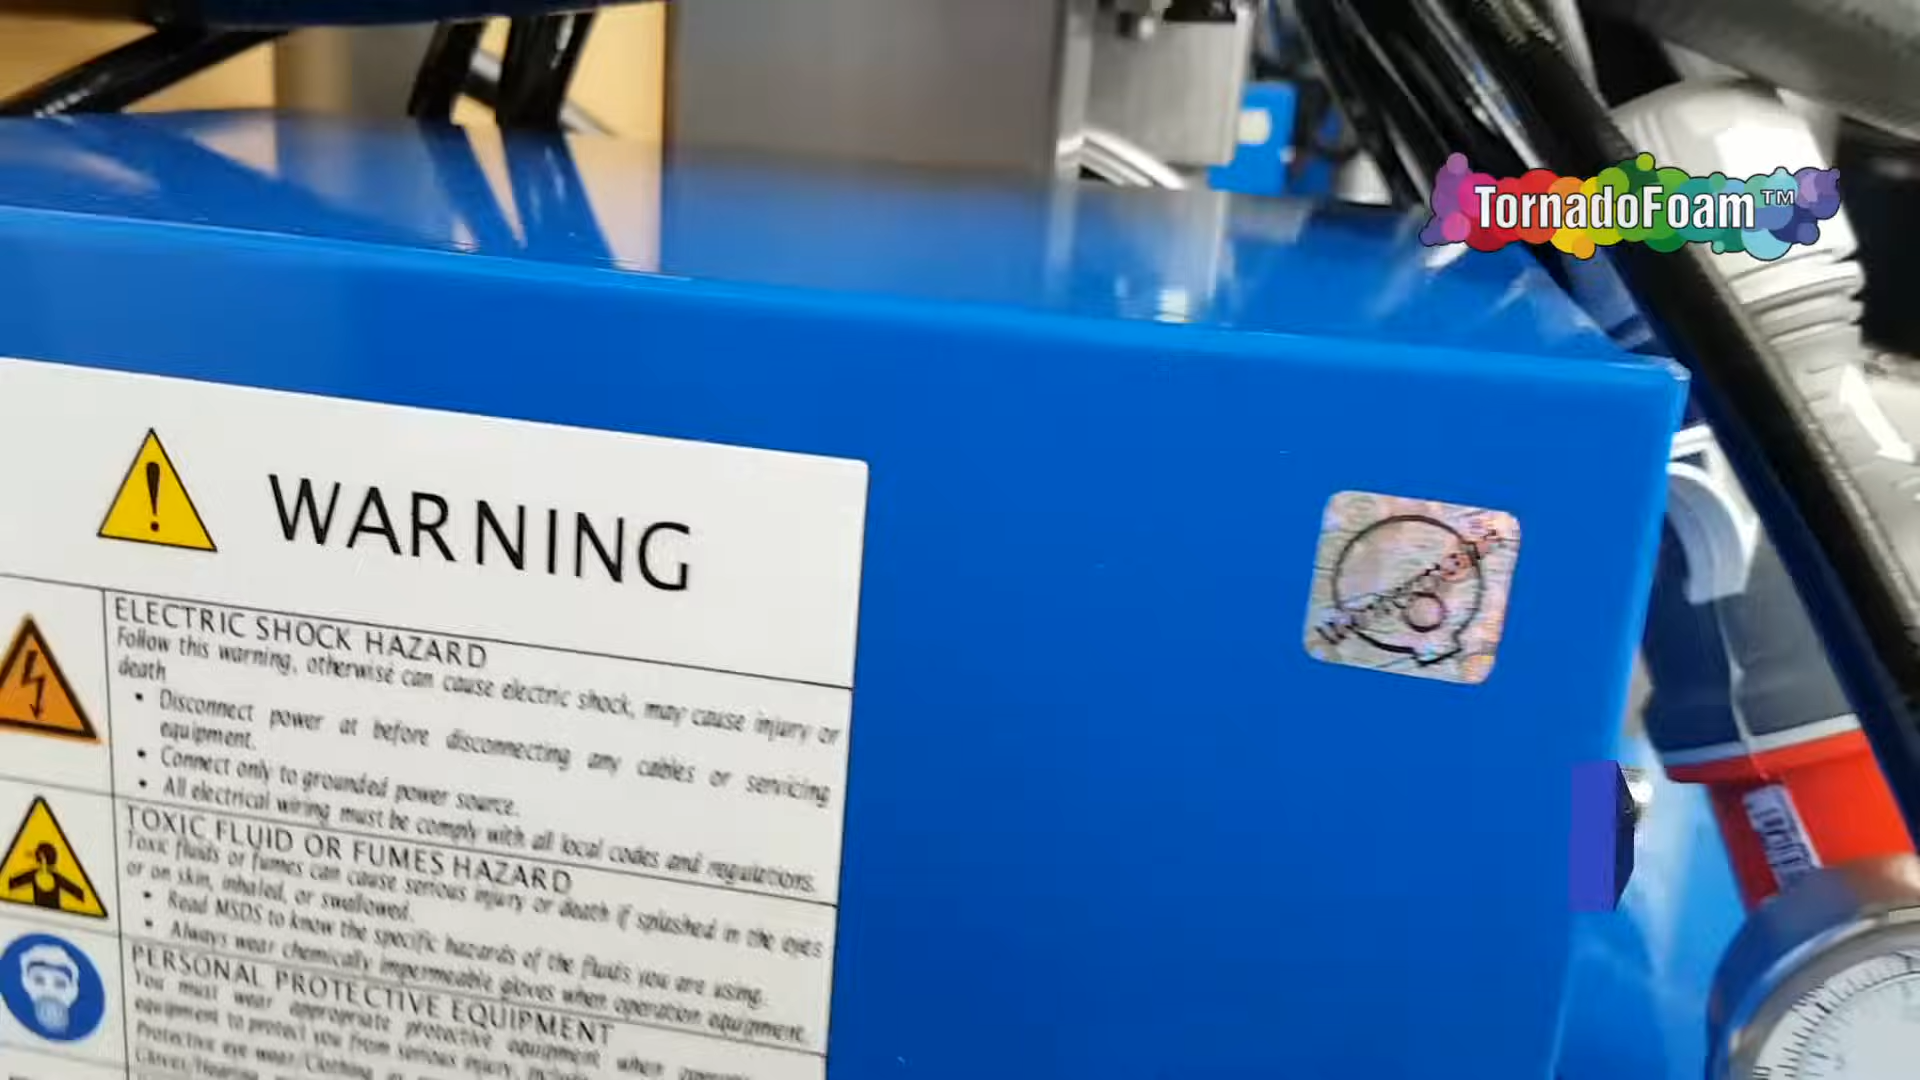 TornadoFoam™
WARNING
ELECTRIC SHOCK HAZARD
Follow this warning, otherwise can cause electric shock, may cause injury or
death
• Disconnect power at before disconnecting any cables or servicing
equipment.
• Connect only to grounded power source.
• All electrical wiring must be comply with all local codes and regulations.
TOXIC FLUID OR FUMES HAZARD
Toxic fluids or fumes can cause serious injury or death if splashed in the eyes
or on skin, inhaled, or swallowed.
• Read MSDS to know the specific hazards of the fluids you are using.
• Always wear chemically impermeable gloves when operation equipment.
PERSONAL PROTECTIVE EQUIPMENT
You must wear appropriate protective equipment when
equipment to protect you from serious injury,
Protective eye wear/Clothing
Gloves/Hearing